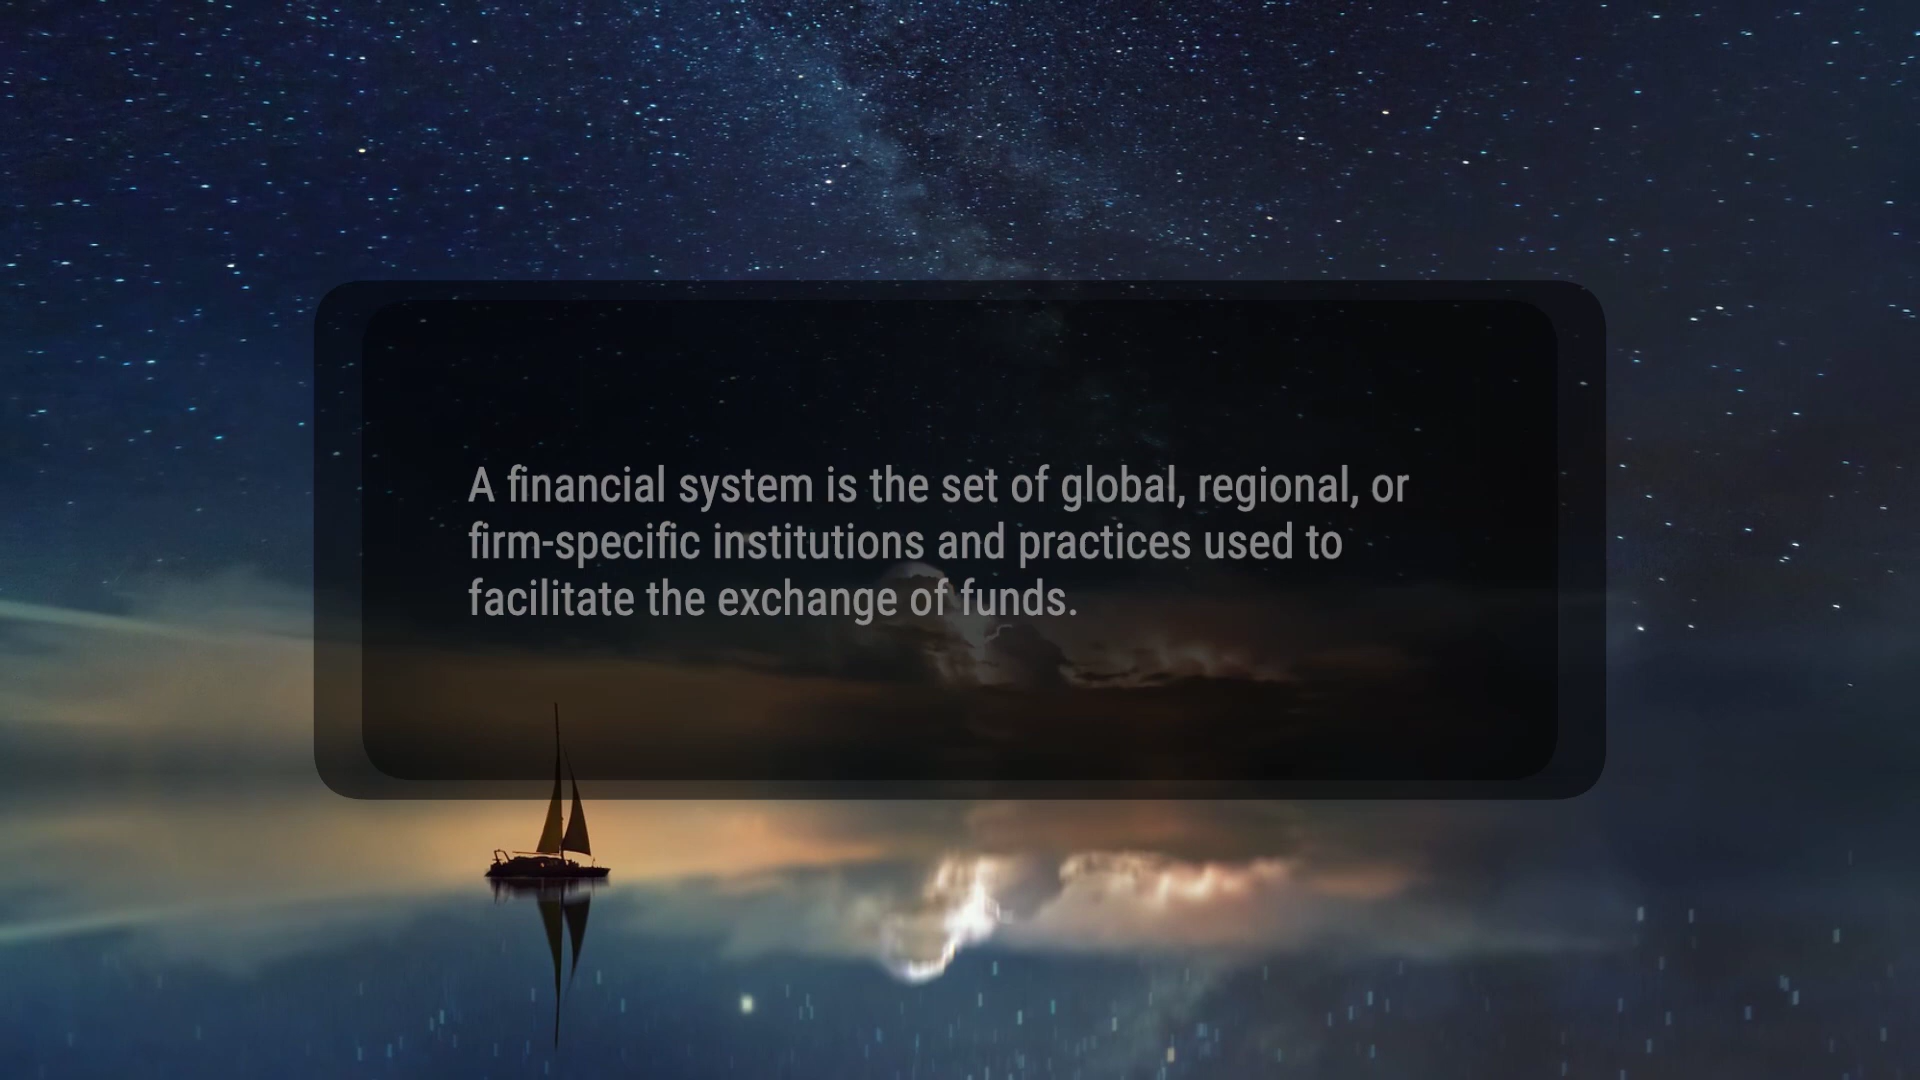 A financial system is the set of global, regional, or
firm-specific institutions and practices used to
facilitate the exchange of funds.